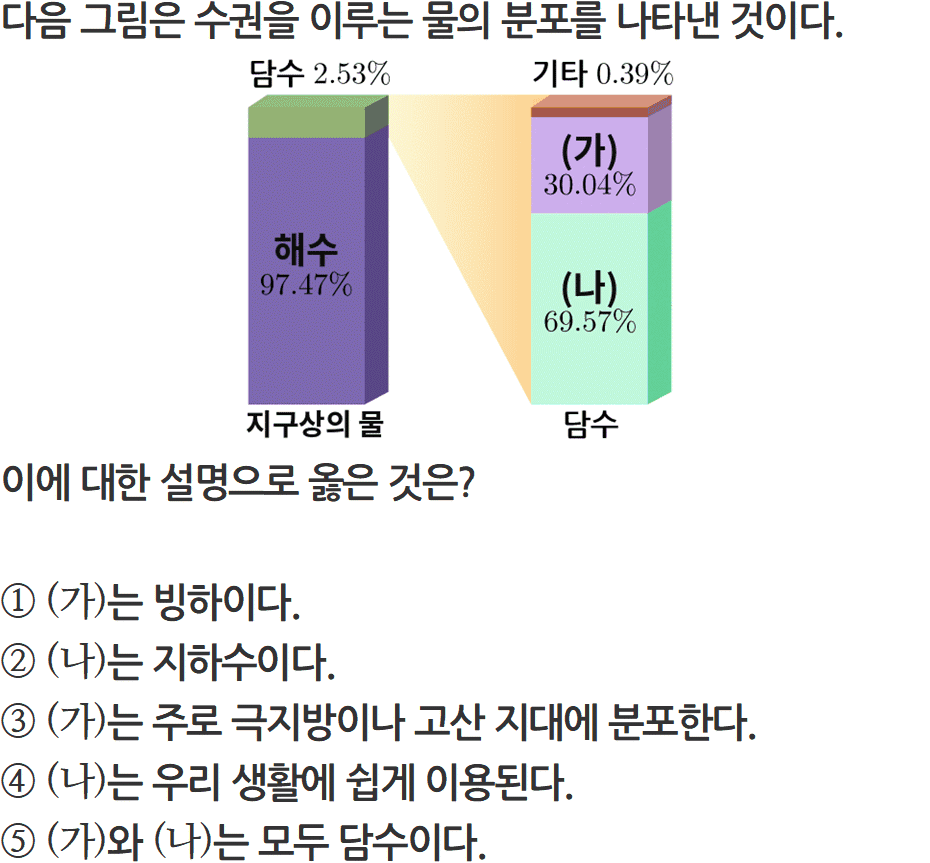 다음 그림은 수권을 이루는 물의 분포를 나타낸 것이다.
담수 2.53%
기타 0.39%
(가)
30.04%
해수
97.47%
(나)
69.57%
지구상의 물
담수
이에 대한 설명으로 옳은 것은?
① (가)는 빙하이다.
② (나)는 지하수이다.
③ (가)는 주로 극지방이나 고산 지대에 분포한다.
④ (나)는 우리 생활에 쉽게 이용된다.
⑤ (가)와 (나)는 모두 담수이다.